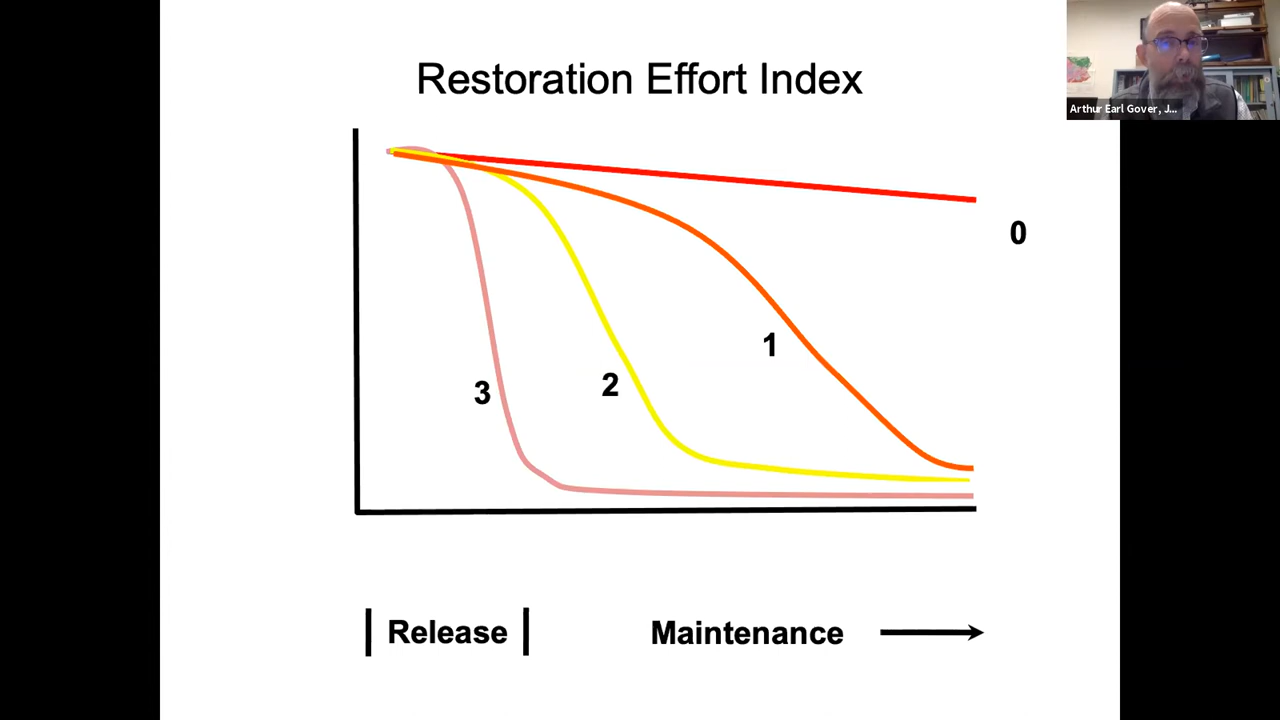 Restoration Effort Index
Arthur Earl Gover, J...
0
1
2
3
Release
Maintenance